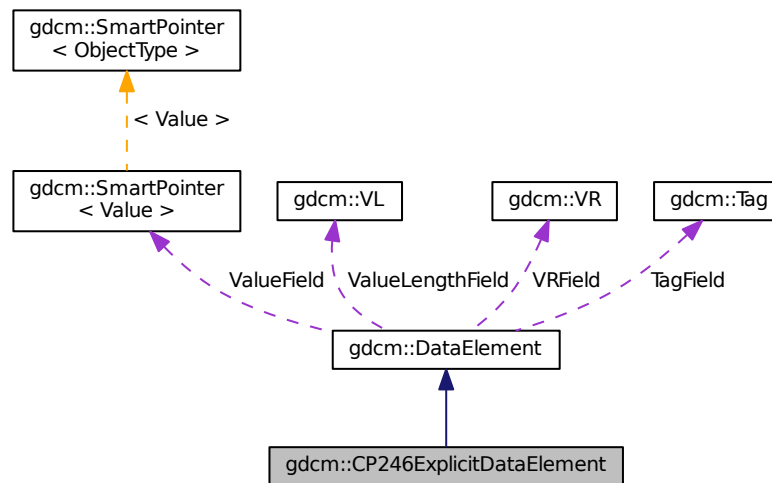 gdcm::SmartPointer
< ObjectType >
< Value >
gdcm::SmartPointer
< Value >
gdcm::VL
gdcm::VR
gdcm::Tag
ValueField
ValueLengthField
VRField
TagField
gdcm::DataElement
gdcm::CP246ExplicitDataElement